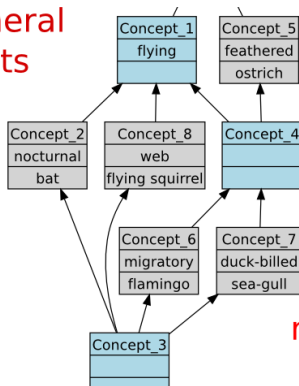 neral
ts
Concept_1
flying
Concept_5
feathered
ostrich
Concept_2
nocturnal
bat
Concept_8
web
flying squirrel
Concept_4
Concept_6
migratory
flamingo
Concept_7
duck-billed
sea-gull
Concept_3
r